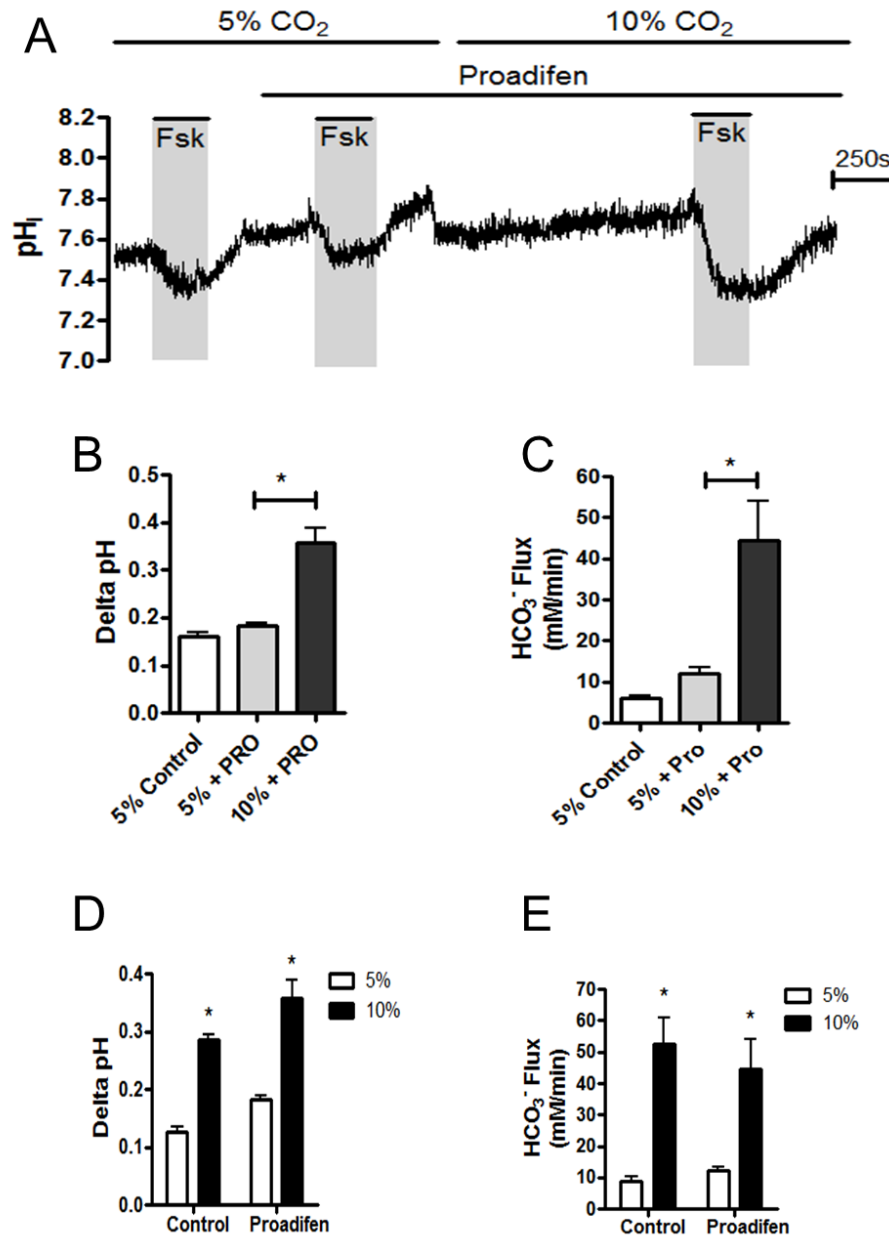 A
5% CO₂ 10% CO₂
Proadifen
Fsk Fsk Fsk
250s
8.2
8.0
7.8
7.6
7.4
7.2
7.0
pHᵢ
B
*
0.5
0.4
0.3
0.2
0.1
0.0
Delta pH
5% Control
5% + PRO
10% + PRO
C
*
60
50
40
30
20
10
0
HCO₃⁻ Flux
(mM/min)
5% Control
5% + Pro
10% + Pro
D
* *
5%
10%
0.4
0.3
0.2
0.1
0.0
Delta pH
Control Proadifen
E
* *
5%
10%
70
60
50
40
30
20
10
0
HCO₃⁻ Flux
(mM/min)
Control Proadifen